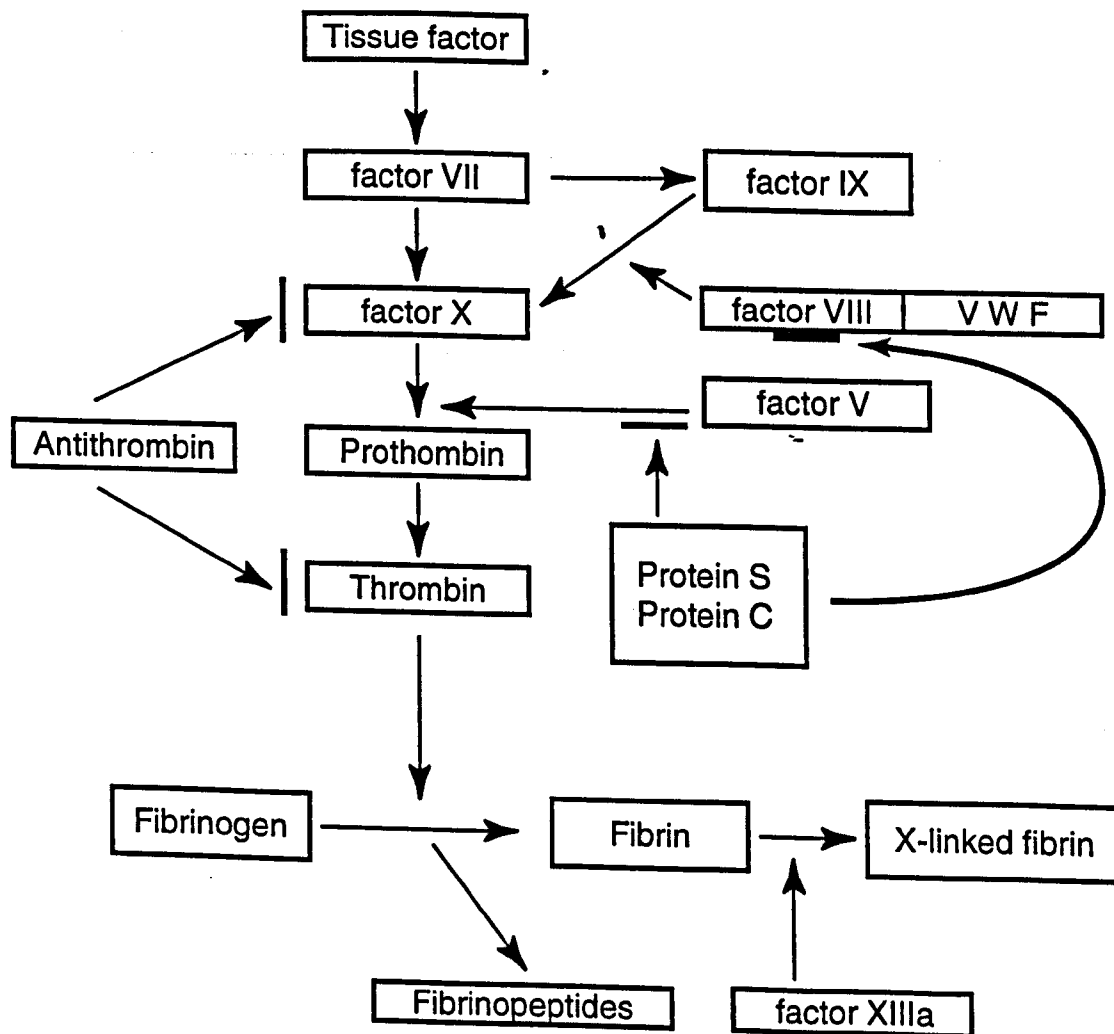 Tissue factor
factor VII
factor IX
factor X
factor VIII
V W F
factor V
Antithrombin
Prothombin
Protein S
Protein C
Thrombin
Fibrinogen
Fibrin
X-linked fibrin
Fibrinopeptides
factor XIIIa